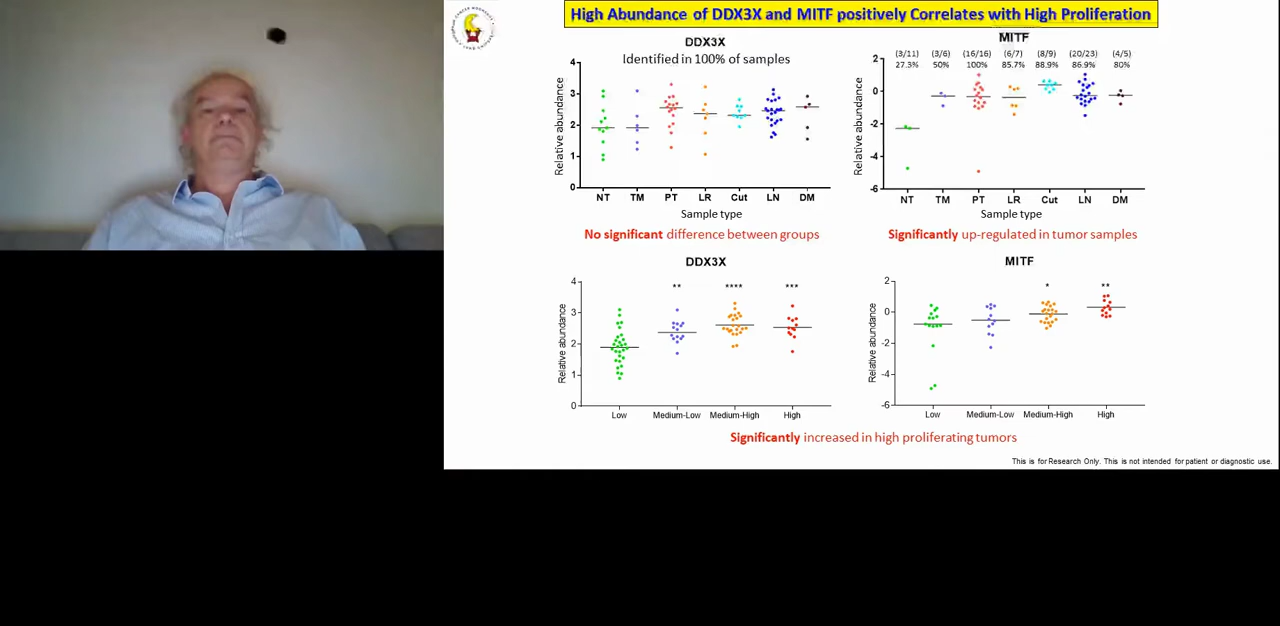 High Abundance of DDX3X and MITF positively Correlates with High Proliferation
DDX3X
Identified in 100% of samples
Relative abundance
4
3
2
1
0
NT TM PT LR Cut LN DM
Sample type
No significant difference between groups
MITF
(3/11) (3/6) (16/16) (6/7) (8/9) (20/23) (4/5)
27.3% 50% 100% 85.7% 88.9% 86.9% 80%
Relative abundance
2
0
-2
-4
-6
NT TM PT LR Cut LN DM
Sample type
Significantly up-regulated in tumor samples
DDX3X
** **** ***
Relative abundance
4
3
2
1
0
Low Medium-Low Medium-High High
MITF
* **
Relative abundance
2
0
-2
-4
-6
Low Medium-Low Medium-High High
Significantly increased in high proliferating tumors
This is for Research Only. This is not intended for patient or diagnostic use.